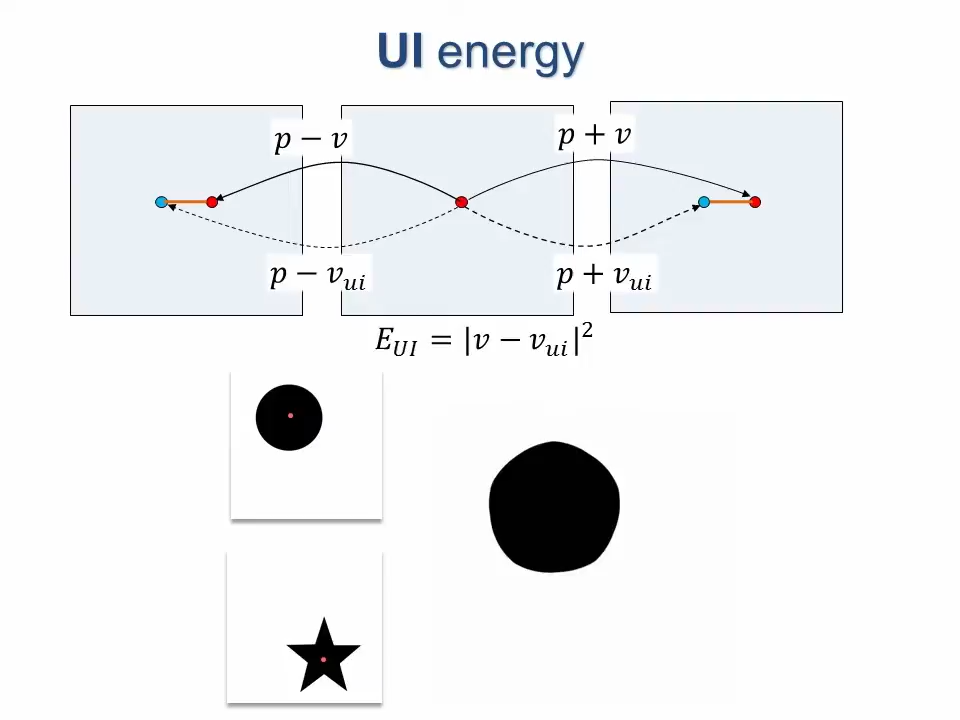 UI energy
p − v
p + v
p − v_ui
p + v_ui
E_UI = |v − v_ui|²